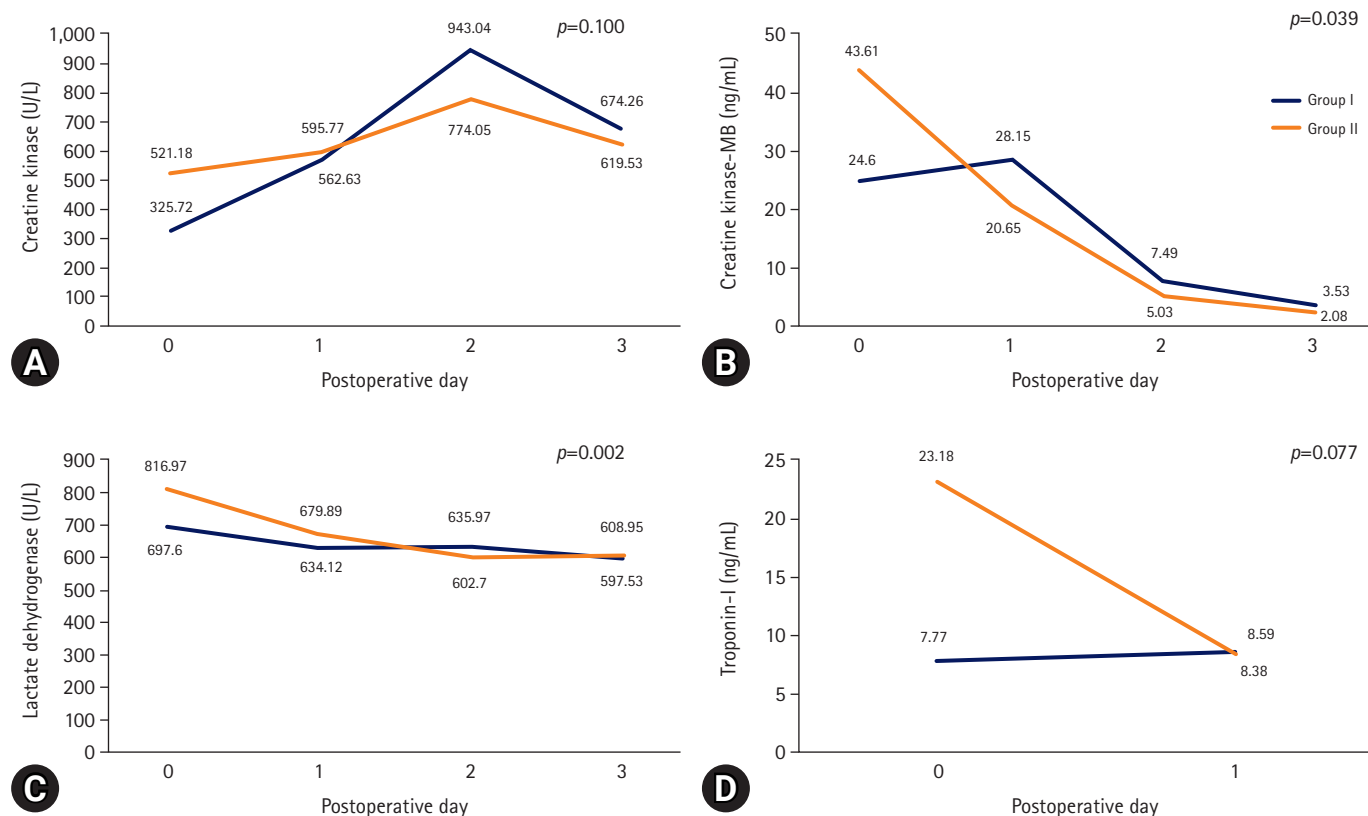 p=0.100
Creatine kinase (U/L)
1,000
900
800
700
600
500
400
300
200
100
0
943.04
674.26
595.77
774.05
521.18
619.53
562.63
325.72
0 1 2 3
Postoperative day
A
p=0.039
Creatine kinase-MB (ng/mL)
50
40
30
20
10
0
43.61
Group I
Group II
28.15
24.6
20.65
7.49
5.03
3.53
2.08
0 1 2 3
Postoperative day
B
p=0.002
Lactate dehydrogenase (U/L)
900
800
700
600
500
400
300
200
100
0
816.97
679.89
635.97
608.95
697.6
634.12
602.7
597.53
0 1 2 3
Postoperative day
C
p=0.077
Troponin-I (ng/mL)
25
20
15
10
5
0
23.18
7.77
8.59
8.38
0 1
Postoperative day
D